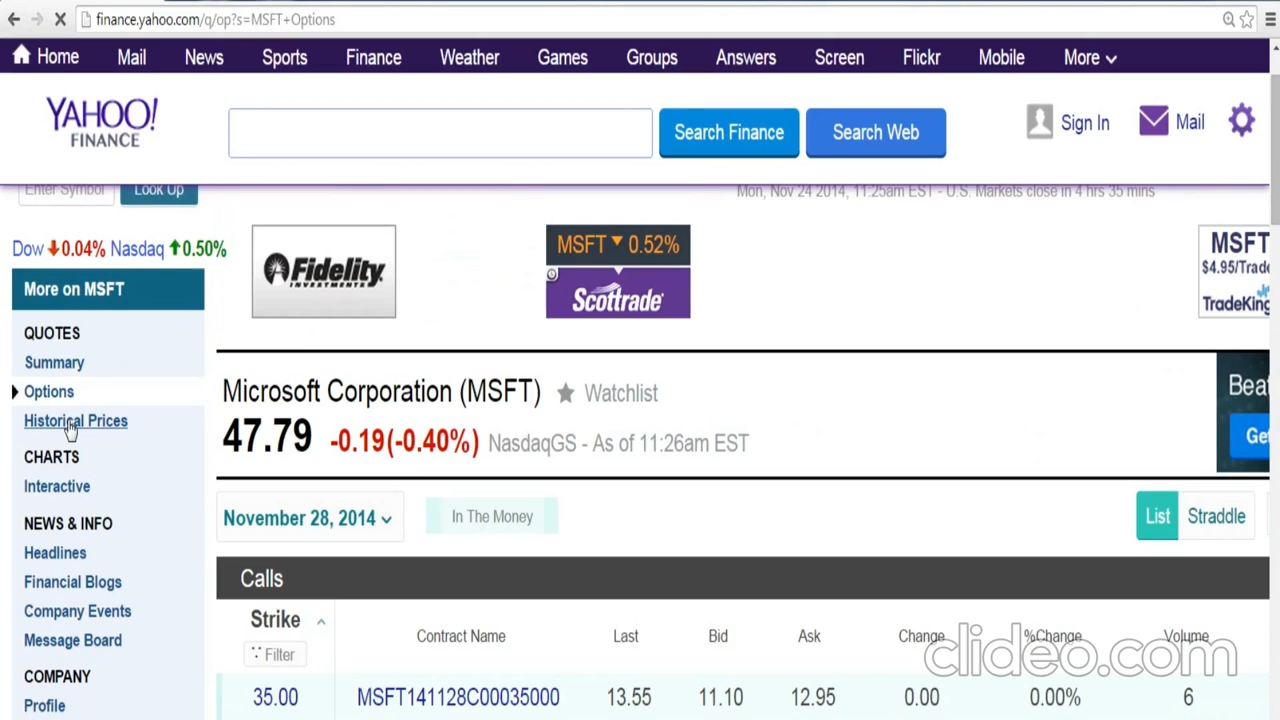 finance.yahoo.com/q/op?s=MSFT+Options
Home Mail News Sports Finance Weather Games Groups Answers Screen Flickr Mobile More
YAHOO!
FINANCE
Search Finance
Search Web
Sign In
Mail
Enter Symbol
Look Up
Mon, Nov 24 2014, 11:25am EST - U.S. Markets close in 4 hrs 35 mins
Dow 0.04% Nasdaq 0.50%
Fidelity
INVESTMENTS
MSFT 0.52%
Scottrade
MSFT
$4.95/Trade
TradeKing
More on MSFT
QUOTES
Summary
Options
Historical Prices
CHARTS
Interactive
NEWS & INFO
Headlines
Financial Blogs
Company Events
Message Board
COMPANY
Profile
Microsoft Corporation (MSFT) Watchlist
47.79 -0.19(-0.40%) NasdaqGS - As of 11:26am EST
Beat
Get
November 28, 2014
In The Money
List Straddle
Calls
Strike Contract Name Last Bid Ask Change %Change Volume
Filter
35.00 MSFT141128C00035000 13.55 11.10 12.95 0.00 0.00% 6
clideo.com